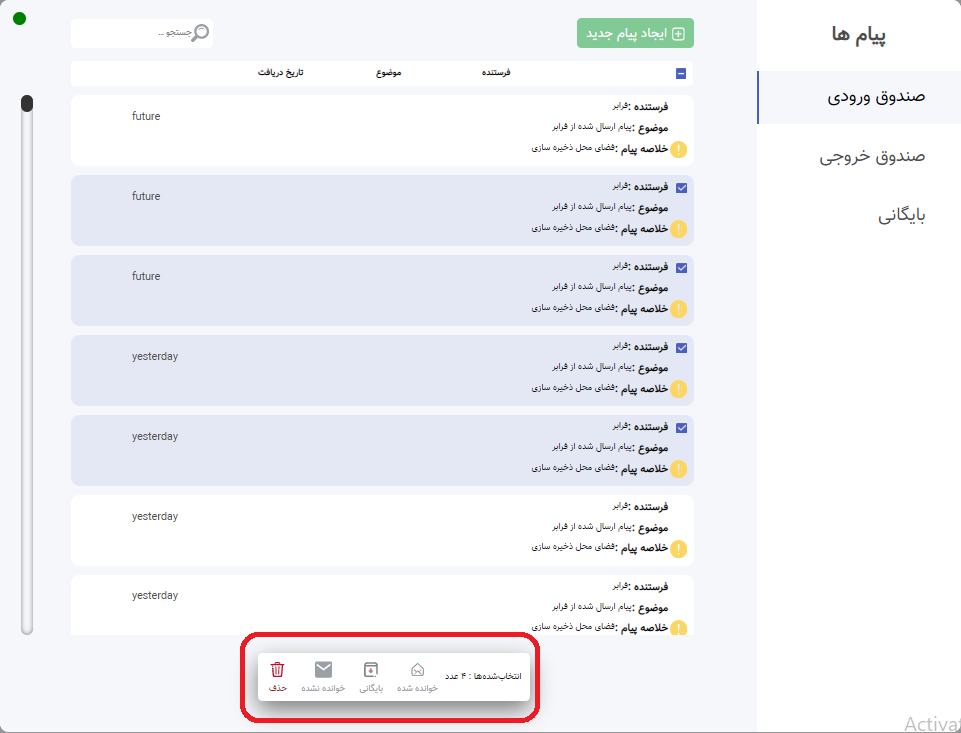 پیام ها
صندوق ورودی
صندوق خروجی
بایگانی
ایجاد پیام جدید
جستجو ...
فرستنده موضوع تاریخ دریافت
فرستنده :فرابر
future
موضوع :پیام ارسال شده از فرابر
خلاصه پیام :فضای محل ذخیره سازی
فرستنده :فرابر
future
موضوع :پیام ارسال شده از فرابر
خلاصه پیام :فضای محل ذخیره سازی
فرستنده :فرابر
future
موضوع :پیام ارسال شده از فرابر
خلاصه پیام :فضای محل ذخیره سازی
فرستنده :فرابر
yesterday
موضوع :پیام ارسال شده از فرابر
خلاصه پیام :فضای محل ذخیره سازی
فرستنده :فرابر
yesterday
موضوع :پیام ارسال شده از فرابر
خلاصه پیام :فضای محل ذخیره سازی
فرستنده :فرابر
yesterday
موضوع :پیام ارسال شده از فرابر
خلاصه پیام :فضای محل ذخیره سازی
فرستنده :فرابر
yesterday
موضوع :پیام ارسال شده از فرابر
خلاصه پیام :فضای محل ذخیره سازی
انتخاب‌شده‌ها : ۴ عدد
خوانده شده بایگانی خوانده نشده حذف
Activat